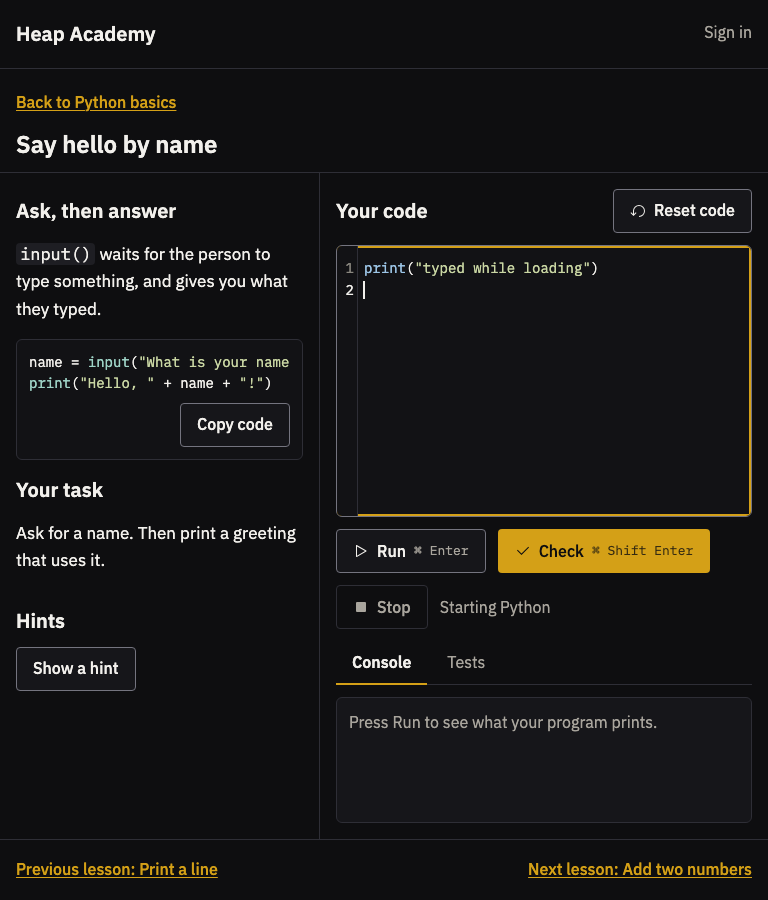 Heap Academy
Sign in
Back to Python basics
Say hello by name
Ask, then answer
input() waits for the person to
type something, and gives you what
they typed.
name = input("What is your name
print("Hello, " + name + "!")
Copy code
Your task
Ask for a name. Then print a greeting
that uses it.
Hints
Show a hint
Your code
Reset code
1 print("typed while loading")
2
Run ⌘ Enter
Check ⌘ Shift Enter
Stop
Starting Python
Console
Tests
Press Run to see what your program prints.
Previous lesson: Print a line
Next lesson: Add two numbers